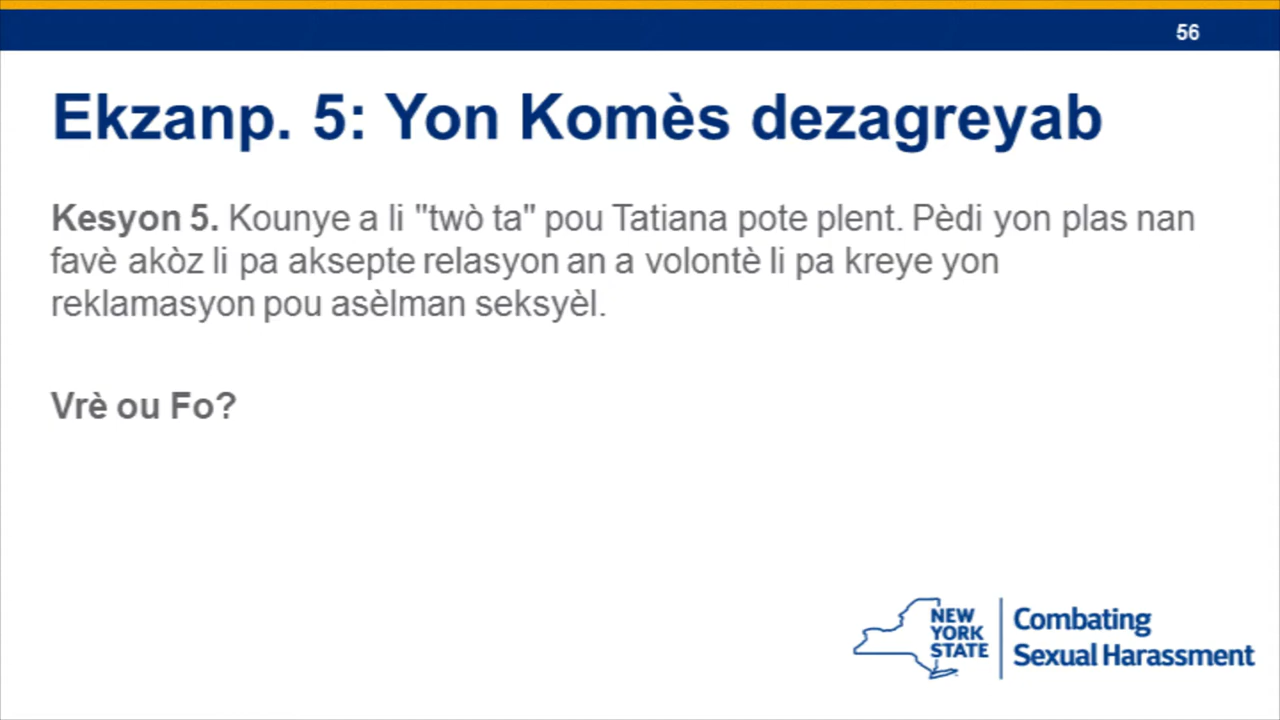 56
Ekzanp. 5: Yon Komès dezagreyab
Kesyon 5. Kounye a li "twò ta" pou Tatiana pote plent. Pèdi yon plas nan
favè akòz li pa aksepte relasyon an a volontè li pa kreye yon
reklamasyon pou asèlman seksyèl.
Vrè ou Fo?
NEW
YORK
STATE
Combating
Sexual Harassment